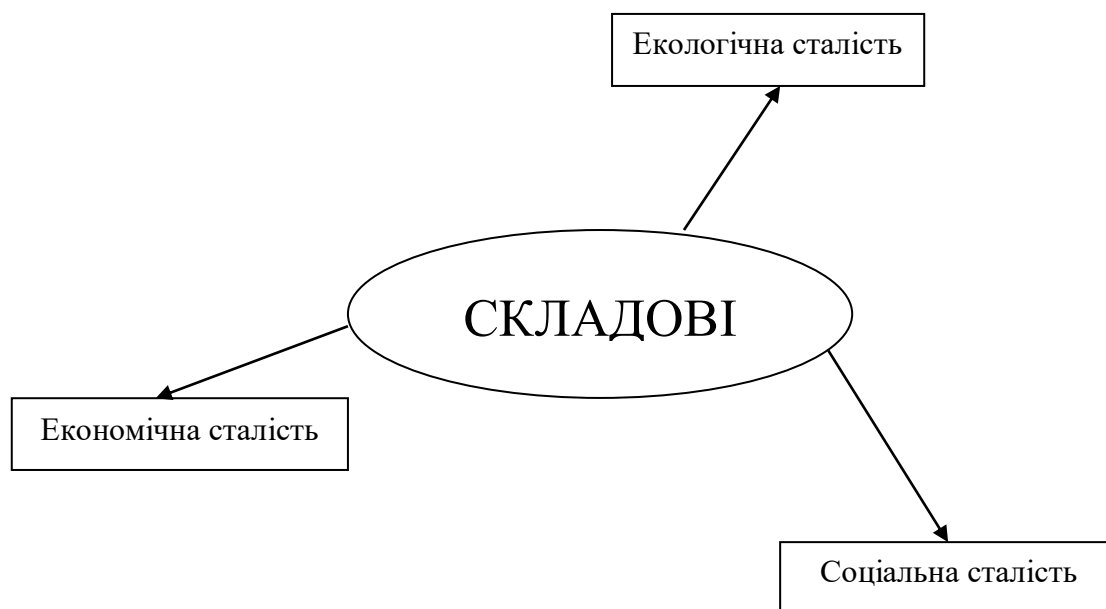 Екологічна сталість
СКЛАДОВІ
Економічна сталість
Соціальна сталість